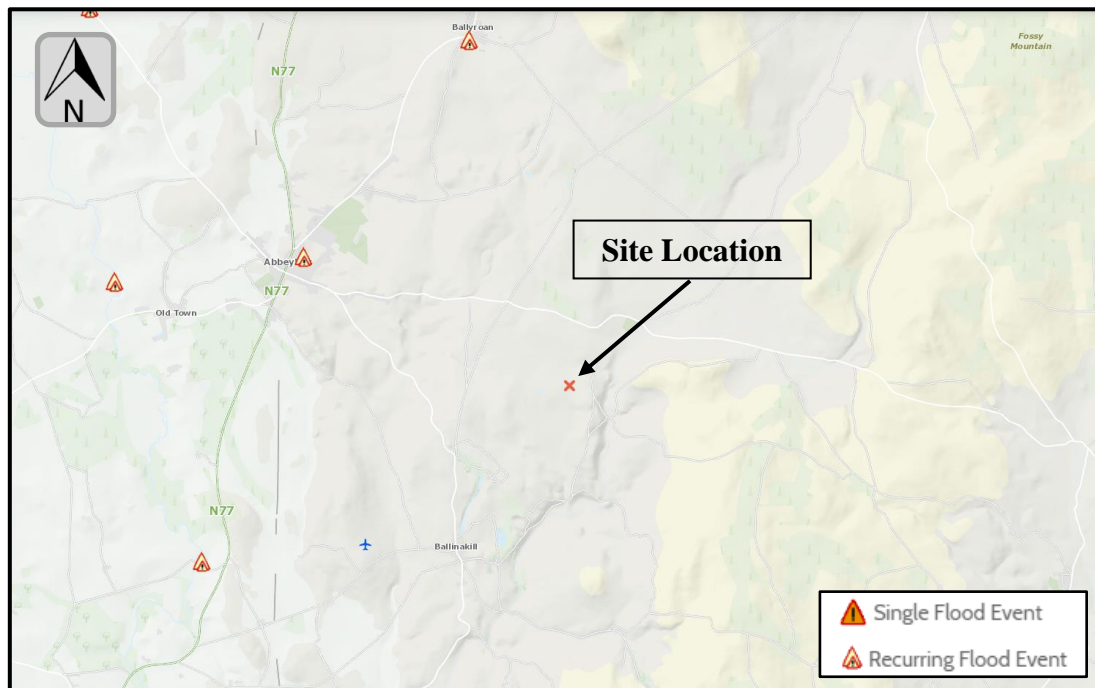 Ballyroan
Fossy
Mountain
N77
N
Site Location
Abbey
N77
Old Town
N77
Ballinakill
Single Flood Event
Recurring Flood Event